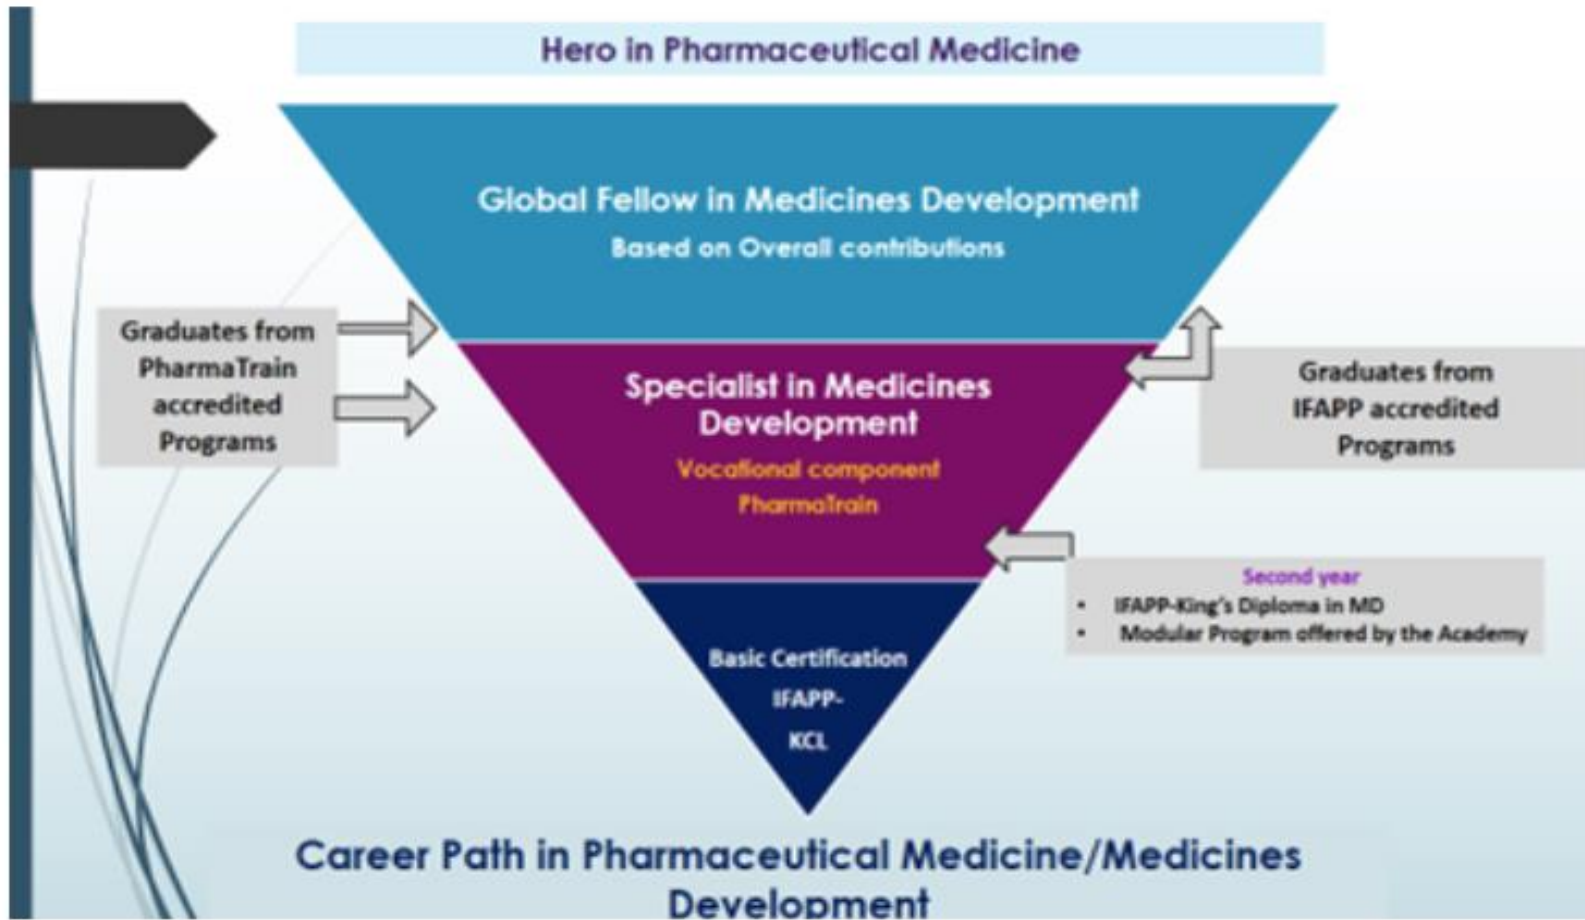 Hero in Pharmaceutical Medicine
Global Fellow in Medicines Development
Based on Overall contributions
Graduates from
PharmaTrain
accredited
Programs
Specialist in Medicines
Development
Vocational component
PharmaTrain
Graduates from
IFAPP accredited
Programs
Second year
• IFAPP-King's Diploma in MD
• Modular Program offered by the Academy
Basic Certification
IFAPP-
KCL
Career Path in Pharmaceutical Medicine/Medicines
Development